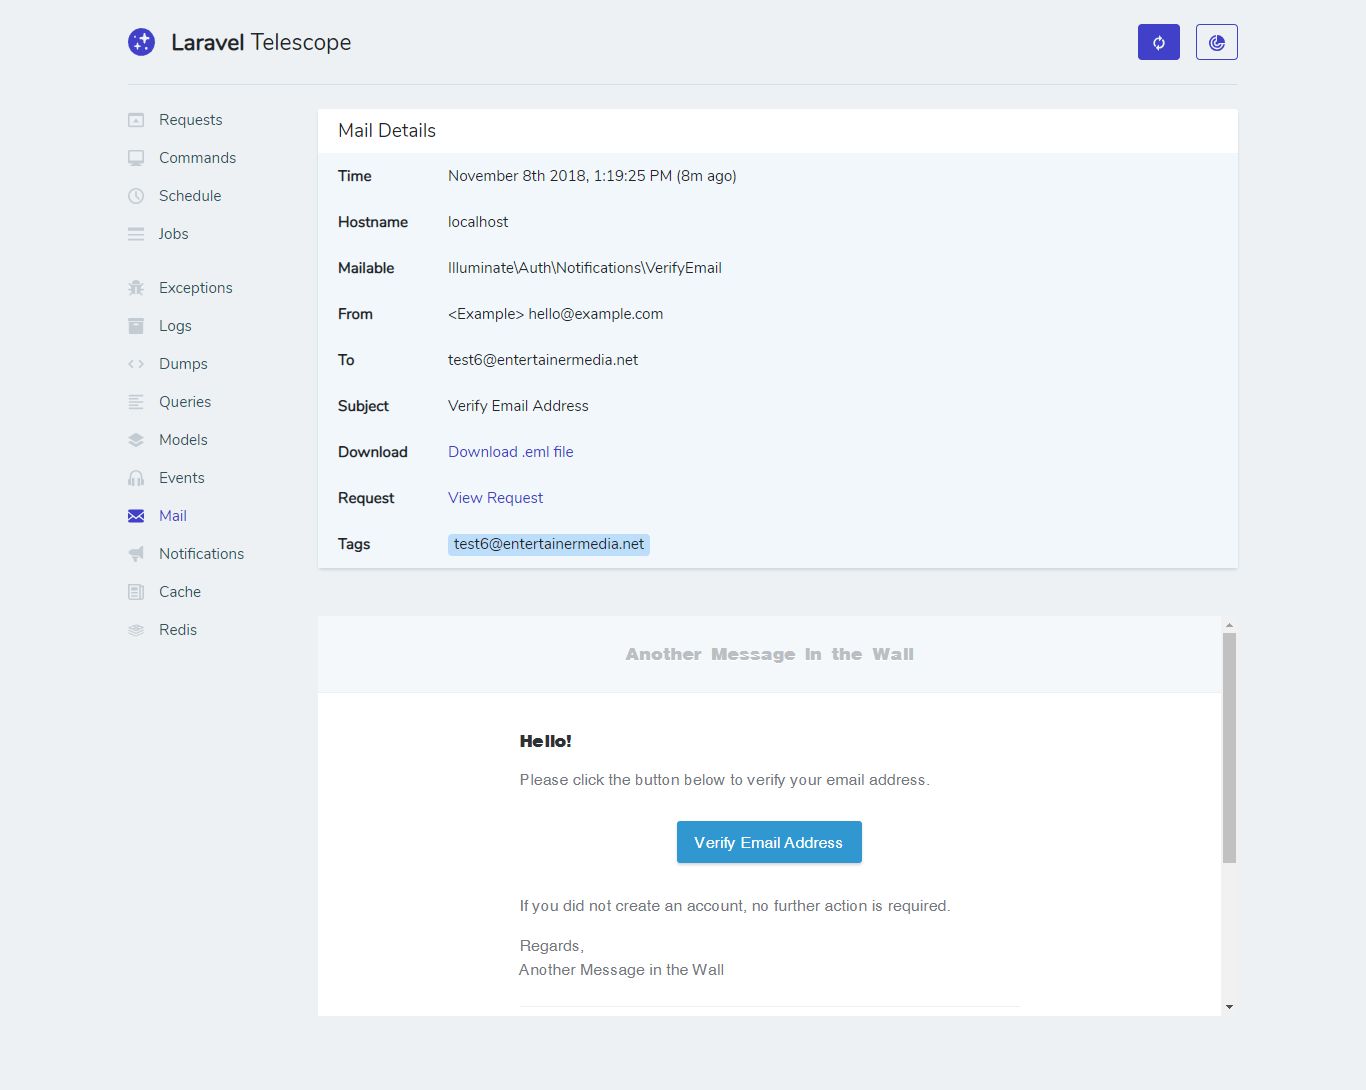 Laravel Telescope
Requests
Commands
Schedule
Jobs
Exceptions
Logs
Dumps
Queries
Models
Events
Mail
Notifications
Cache
Redis
Mail Details
Time November 8th 2018, 1:19:25 PM (8m ago)
Hostname localhost
Mailable Illuminate\Auth\Notifications\VerifyEmail
From <Example> hello@example.com
To test6@entertainermedia.net
Subject Verify Email Address
Download Download .eml file
Request View Request
Tags test6@entertainermedia.net
Another Message In the Wall
Hello!
Please click the button below to verify your email address.
Verify Email Address
If you did not create an account, no further action is required.
Regards,
Another Message in the Wall